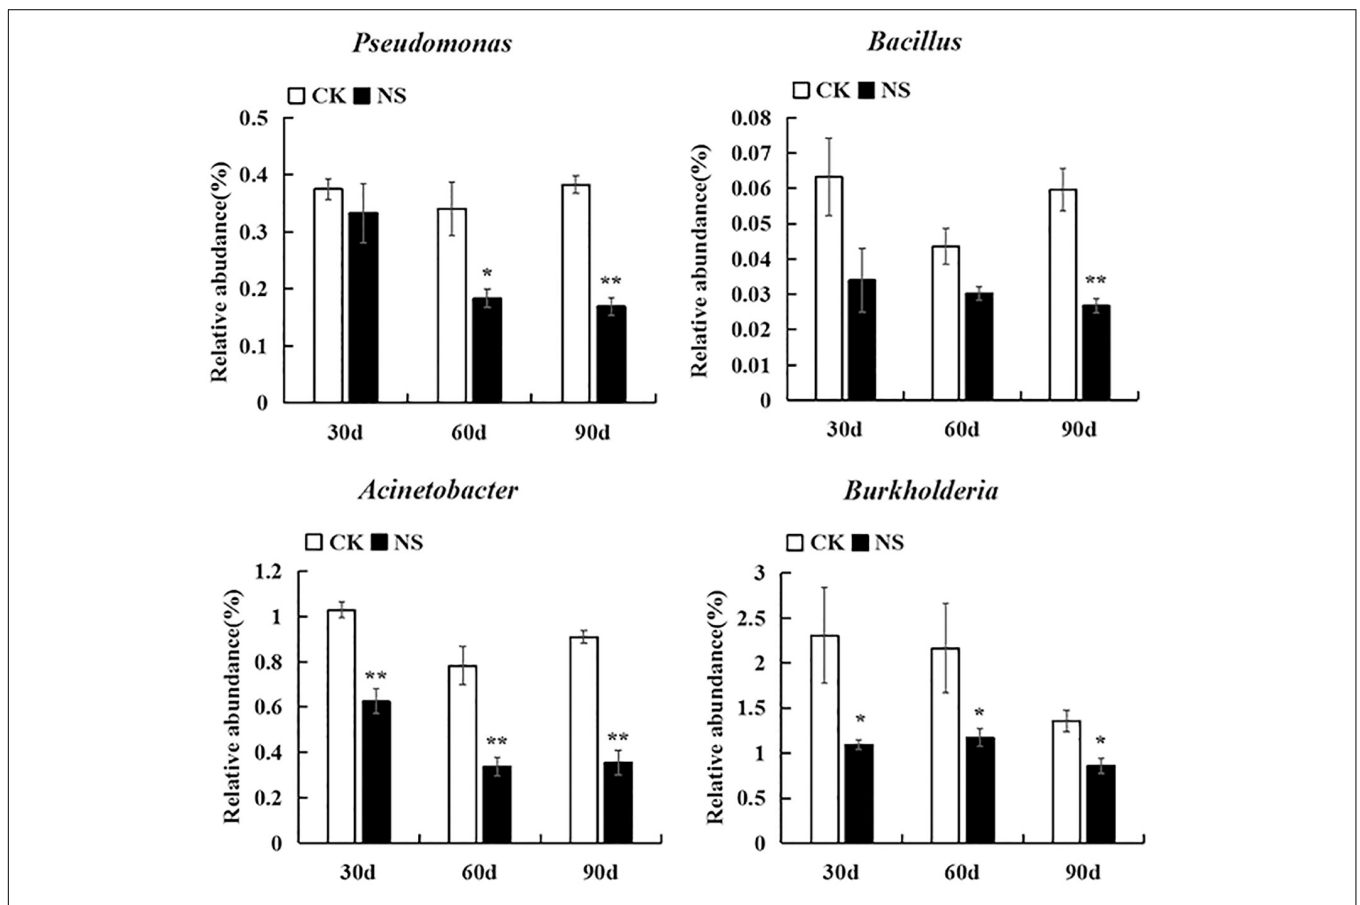 Pseudomonas
CK NS
Relative abudance(%)
0.5
0.4
0.3
0.2
0.1
0
*
**
30d 60d 90d
Bacillus
CK NS
Relative abundance(%)
0.08
0.07
0.06
0.05
0.04
0.03
0.02
0.01
0
**
30d 60d 90d
Acinetobacter
CK NS
Relative abundance(%)
1.2
1
0.8
0.6
0.4
0.2
0
**
**
**
30d 60d 90d
Burkholderia
CK NS
Relative abundance(%)
3
2.5
2
1.5
1
0.5
0
*
*
*
30d 60d 90d